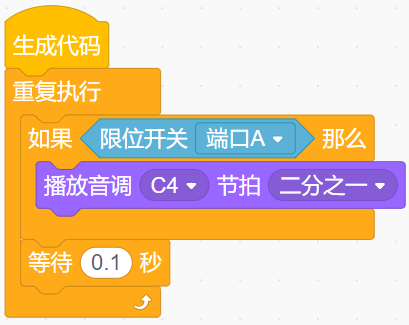 生成代码
重复执行
如果 限位开关 端口A 那么
播放音调 C4 节拍 二分之一
等待 0.1 秒